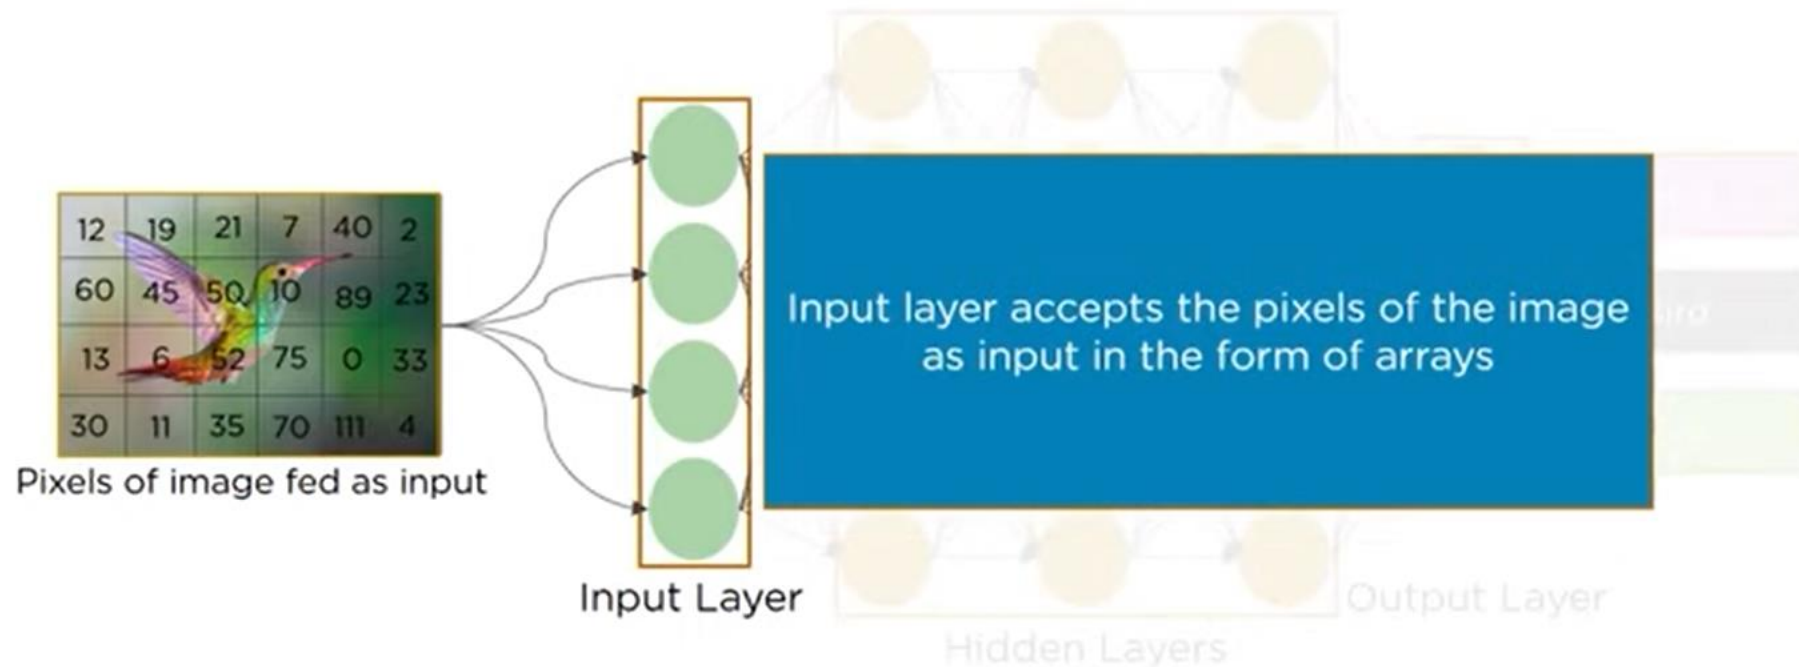 12 19 21 7 40 2
60 45 50 10 89 23
13 6 52 75 0 33
30 11 35 70 111 4
Pixels of image fed as input
Input Layer
Input layer accepts the pixels of the image
as input in the form of arrays
Output Layer
Hidden Layers